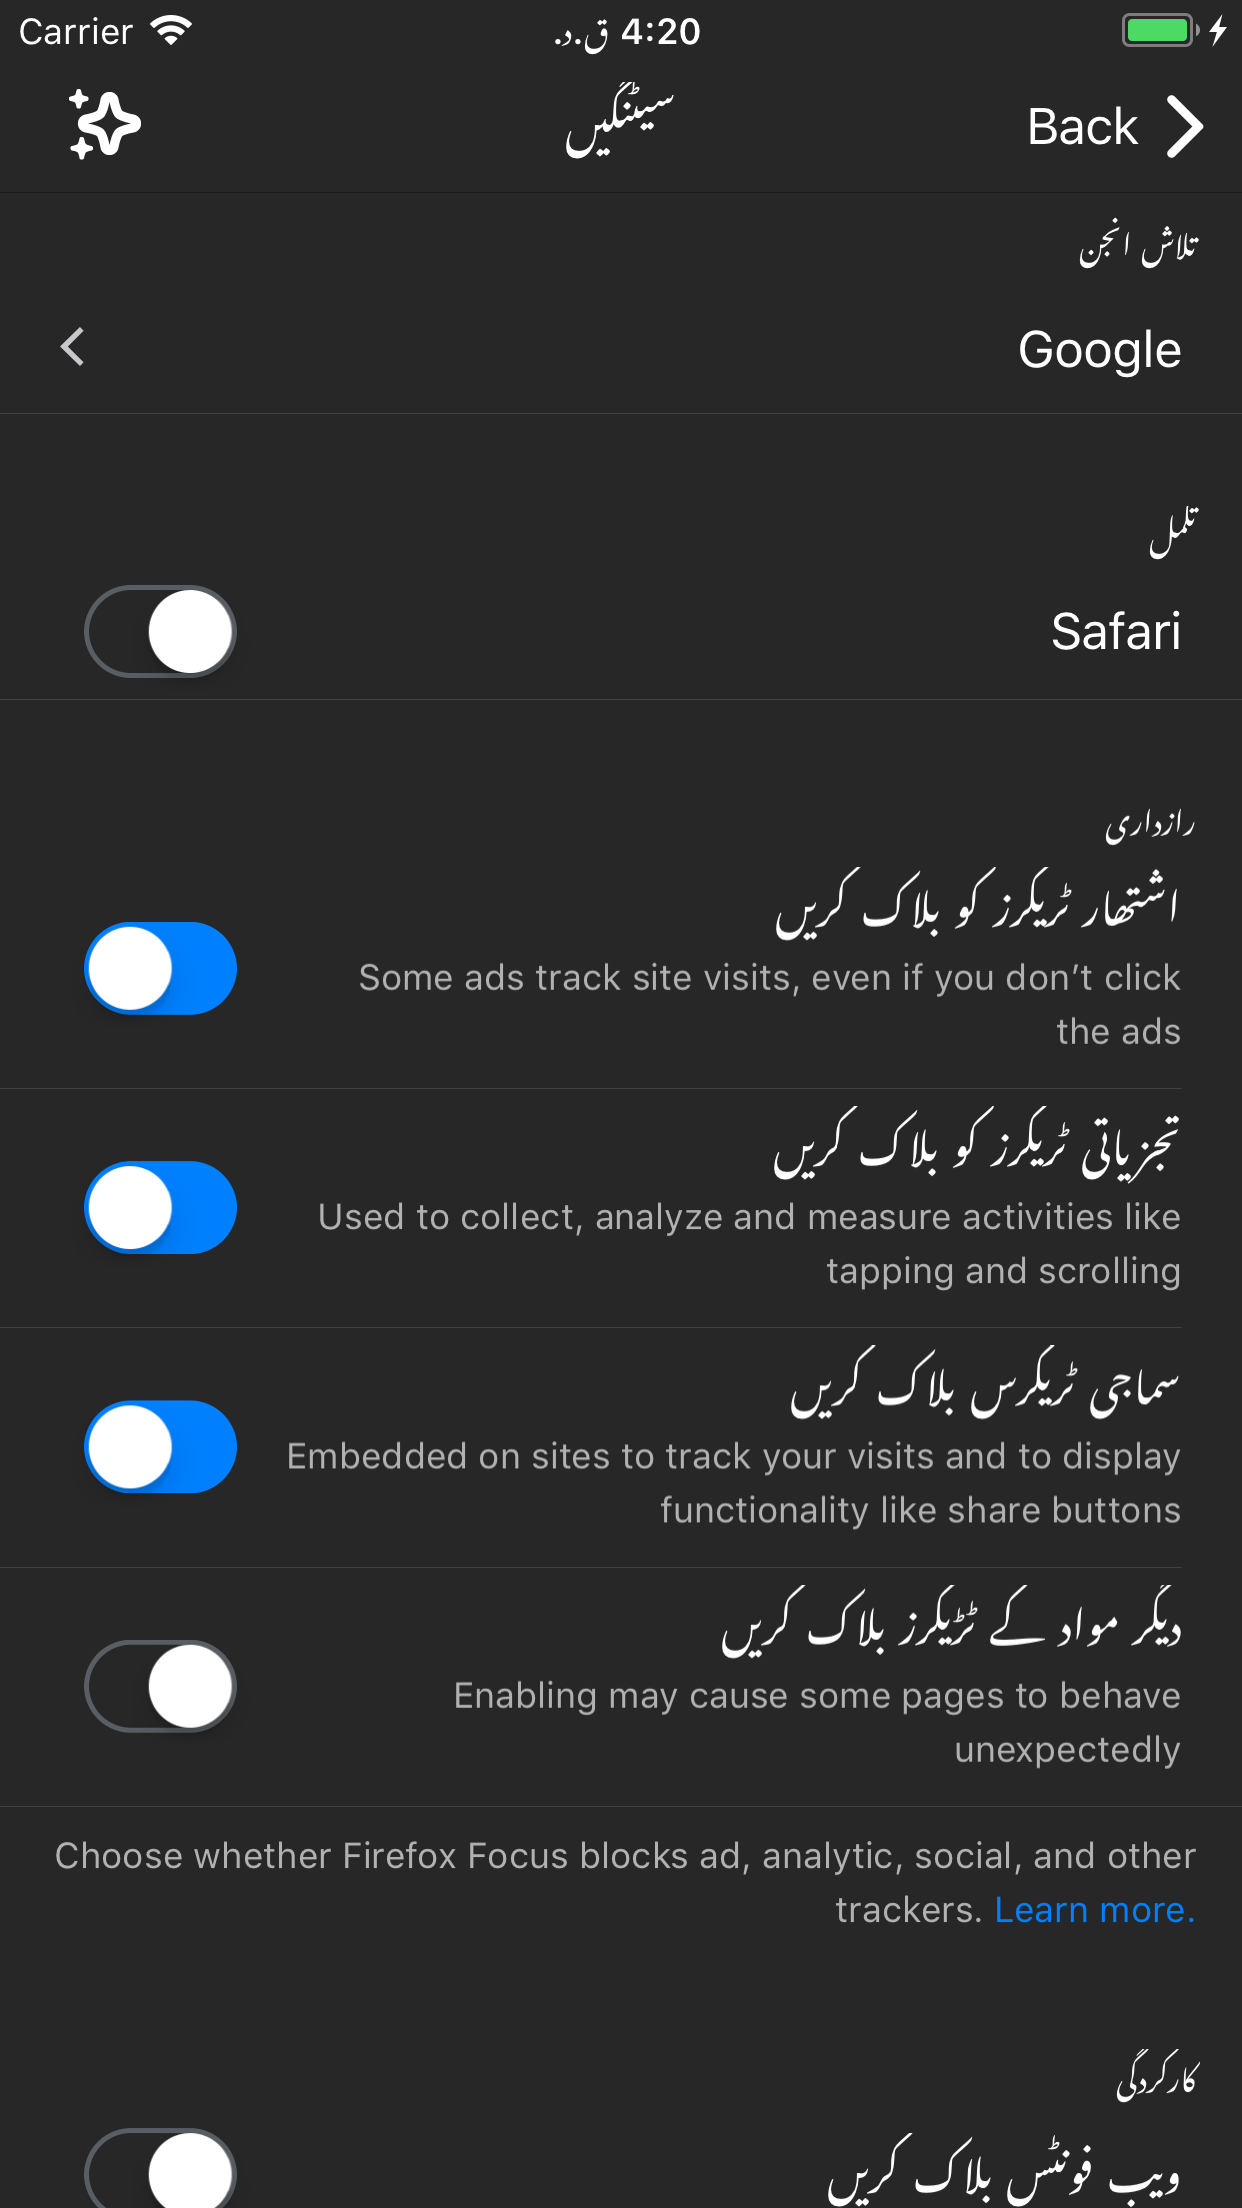 Carrier 4:20 ق.د.
Back سیٹنگیں
تلاش انجن
Google
تکمل
Safari
رازداری
اشتھار ٹریکرز کو بلاک کریں
Some ads track site visits, even if you don’t click
the ads
تجزیاتی ٹریکرز کو بلاک کریں
Used to collect, analyze and measure activities like
tapping and scrolling
سماجی ٹریکرس بلاک کریں
Embedded on sites to track your visits and to display
functionality like share buttons
دیگر مواد کے ٹڑیکرز بلاک کریں
Enabling may cause some pages to behave
unexpectedly
Choose whether Firefox Focus blocks ad, analytic, social, and other
trackers. Learn more.
کارکردگی
ویب فونٹس بلاک کریں